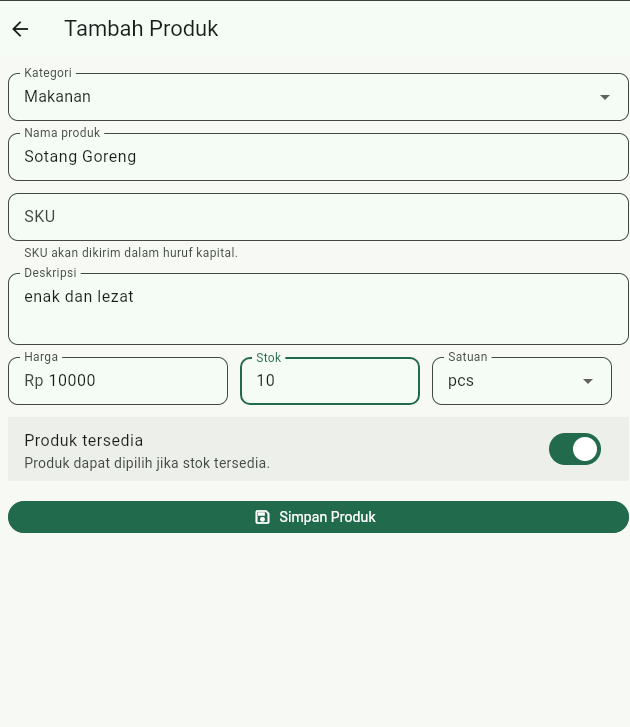 Tambah Produk
Kategori
Makanan
Nama produk
Sotang Goreng
SKU
SKU akan dikirim dalam huruf kapital.
Deskripsi
enak dan lezat
Harga
Rp 10000
Stok
10
Satuan
pcs
Produk tersedia
Produk dapat dipilih jika stok tersedia.
Simpan Produk